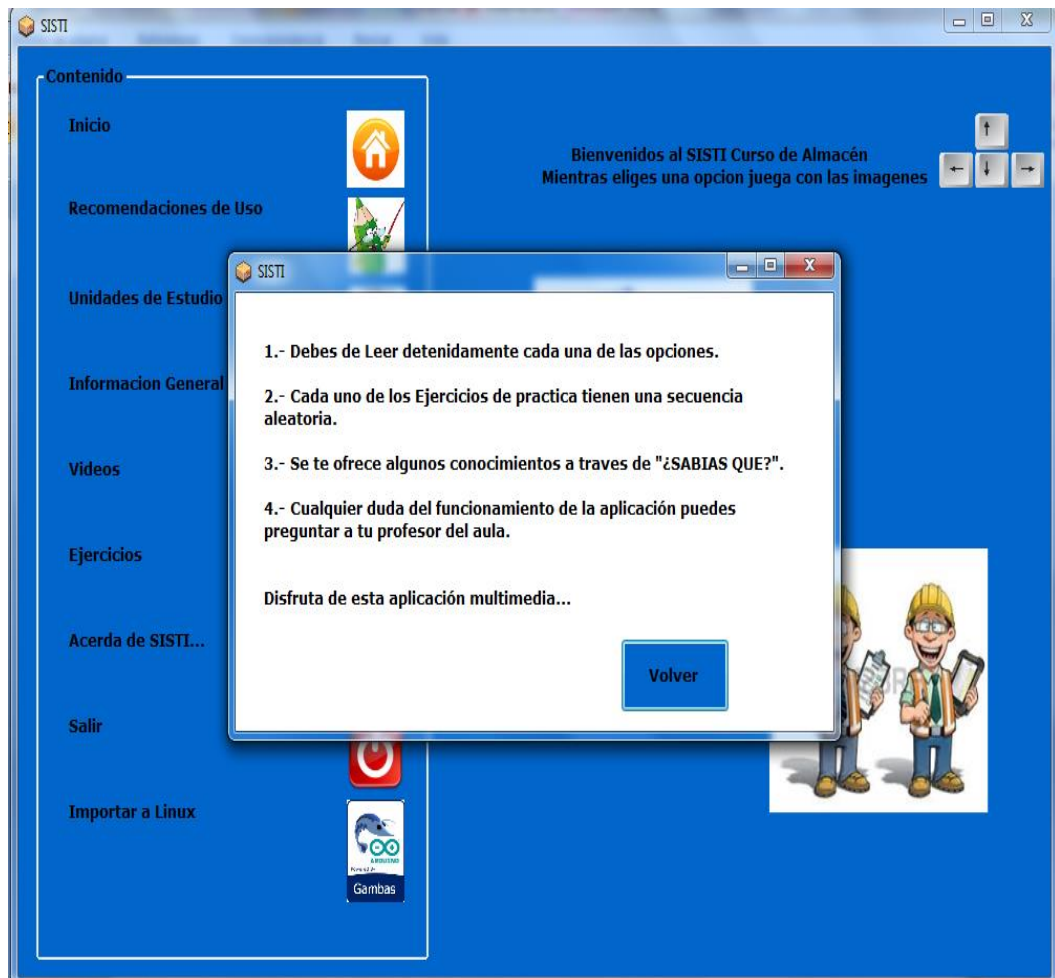 SISTI
Contenido
Inicio
Recomendaciones de Uso
Unidades de Estudio
Informacion General
Videos
Ejercicios
Acerda de SISTI...
Salir
Importar a Linux
ARDUINO
Gambas
Bienvenidos al SISTI Curso de Almacén
Mientras eliges una opcion juega con las imagenes
SISTI
1.- Debes de Leer detenidamente cada una de las opciones.
2.- Cada uno de los Ejercicios de practica tienen una secuencia
aleatoria.
3.- Se te ofrece algunos conocimientos a traves de "¿SABIAS QUE?".
4.- Cualquier duda del funcionamiento de la aplicación puedes
preguntar a tu profesor del aula.
Disfruta de esta aplicación multimedia...
Volver